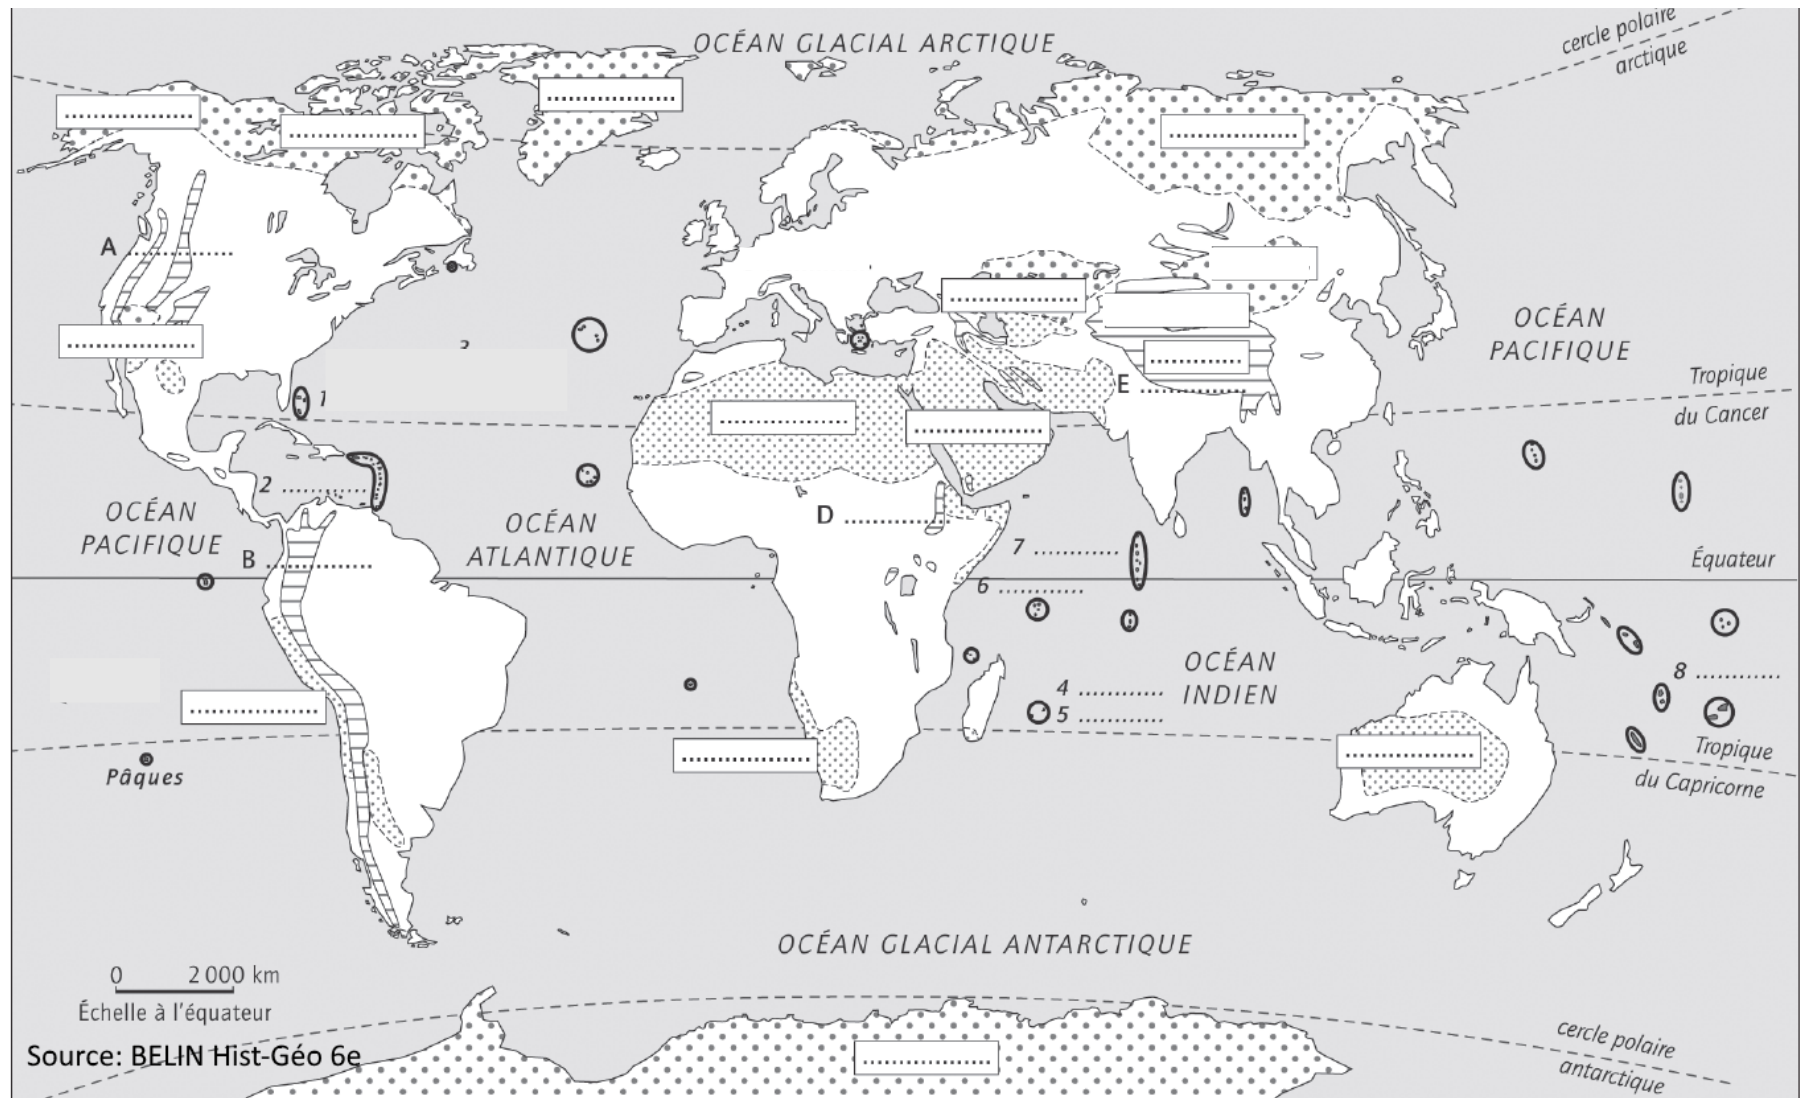 OCÉAN GLACIAL ARCTIQUE
cercle polaire
arctique
A ..............
3
OCÉAN
PACIFIQUE
Tropique
du Cancer
1
E ..............
2 ............
D ..............
OCÉAN
PACIFIQUE
OCÉAN
ATLANTIQUE
B ..............
7 ............
6 ............
Équateur
OCÉAN
INDIEN
4 ............
5 ............
8 ............
Pâques
Tropique
du Capricorne
OCÉAN GLACIAL ANTARCTIQUE
0 2 000 km
Échelle à l'équateur
Source: BELIN Hist-Géo 6e
cercle polaire
antarctique